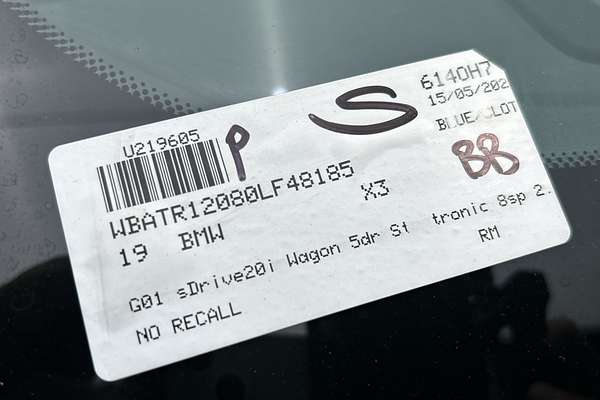 U219605
P
S
6140H7
15/05/202
BLUE CLOT
BB
WBATR12080LF48185
19 BMW X3
G01 sDrive20i Wagon 5dr St tronic 8sp 2.
NO RECALL
RM